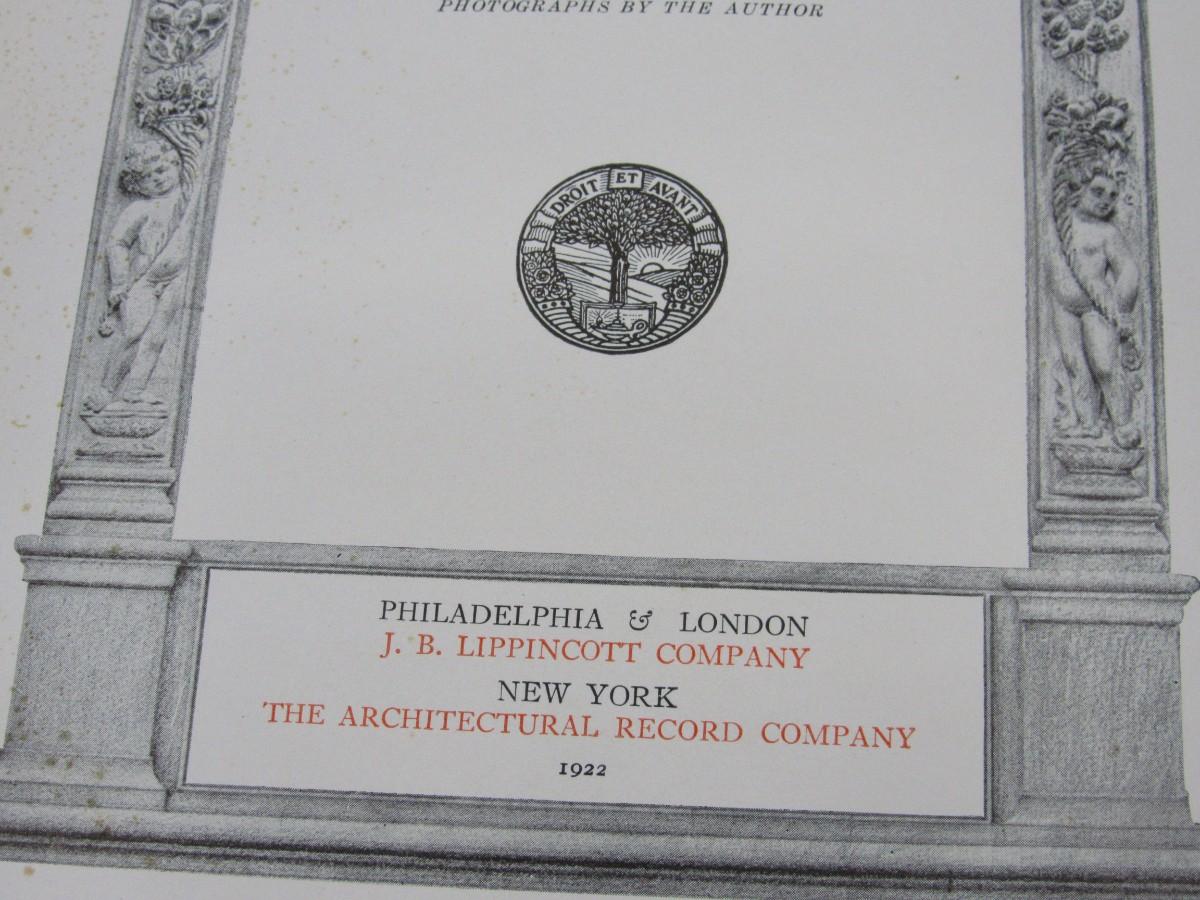 PHOTOGRAPHS BY THE AUTHOR
DROIT ET AVANT
PHILADELPHIA & LONDON
J. B. LIPPINCOTT COMPANY
NEW YORK
THE ARCHITECTURAL RECORD COMPANY
1922